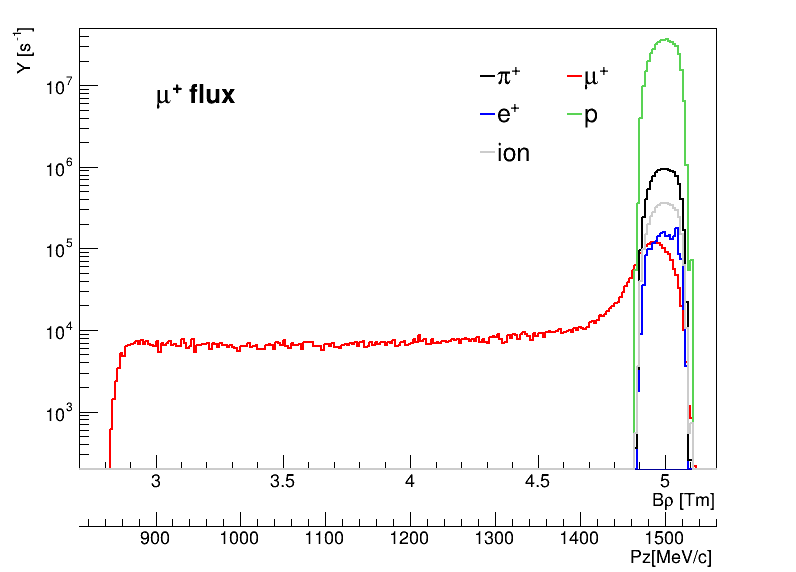 Y [s⁻¹]
μ⁺ flux
π⁺ μ⁺
e⁺ p
ion
10⁷
10⁶
10⁵
10⁴
10³
3 3.5 4 4.5 5
Bρ [Tm]
900 1000 1100 1200 1300 1400 1500
Pz[MeV/c]